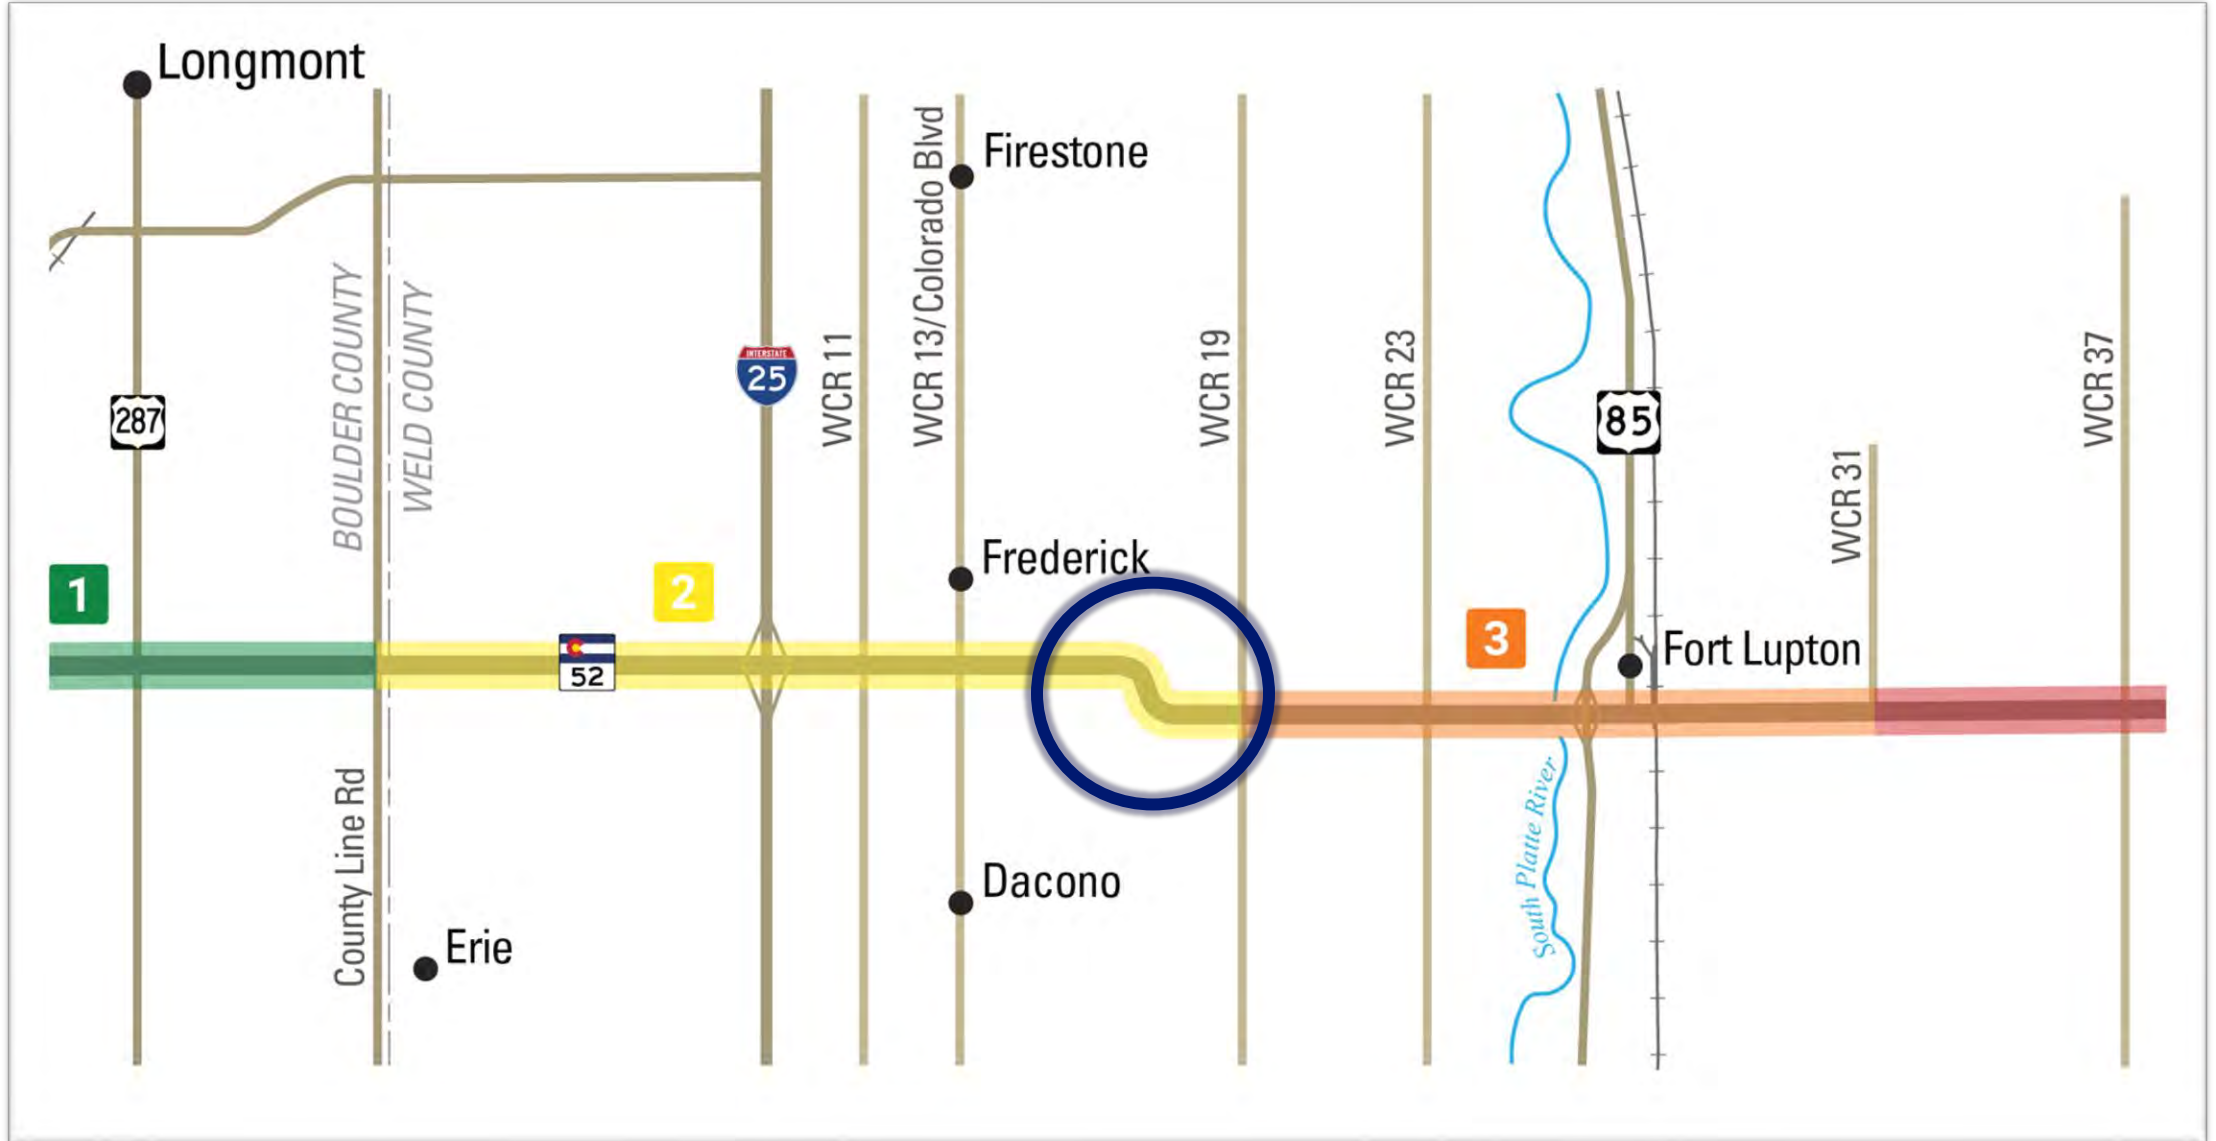 Longmont
Firestone
WCR 13/Colorado Blvd
BOULDER COUNTY
WELD COUNTY
INTERSTATE
25
WCR 11
WCR 19
WCR 23
WCR 37
287
85
WCR 31
Frederick
1
2
3
52
Fort Lupton
County Line Rd
South Platte River
Dacono
Erie